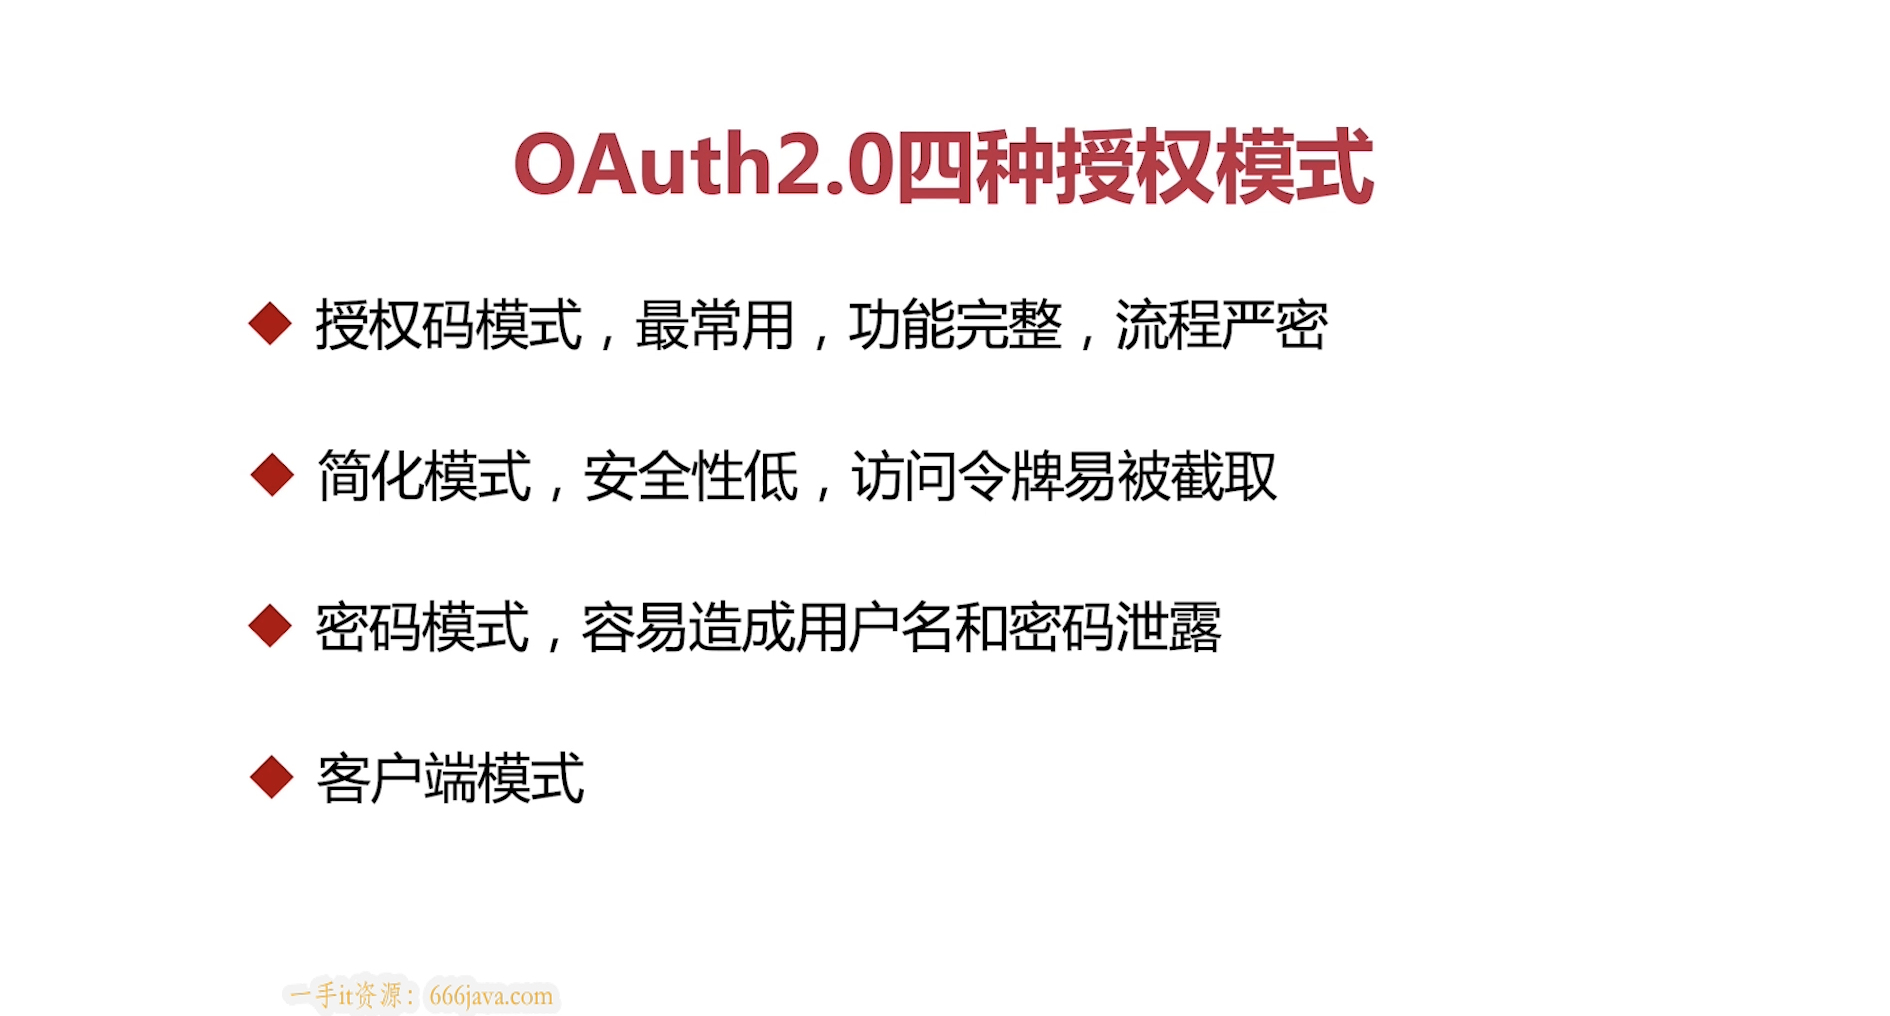 OAuth2.0四种授权模式
授权码模式，最常用，功能完整，流程严密
简化模式，安全性低，访问令牌易被截取
密码模式，容易造成用户名和密码泄露
客户端模式
一手it资源：666java.com